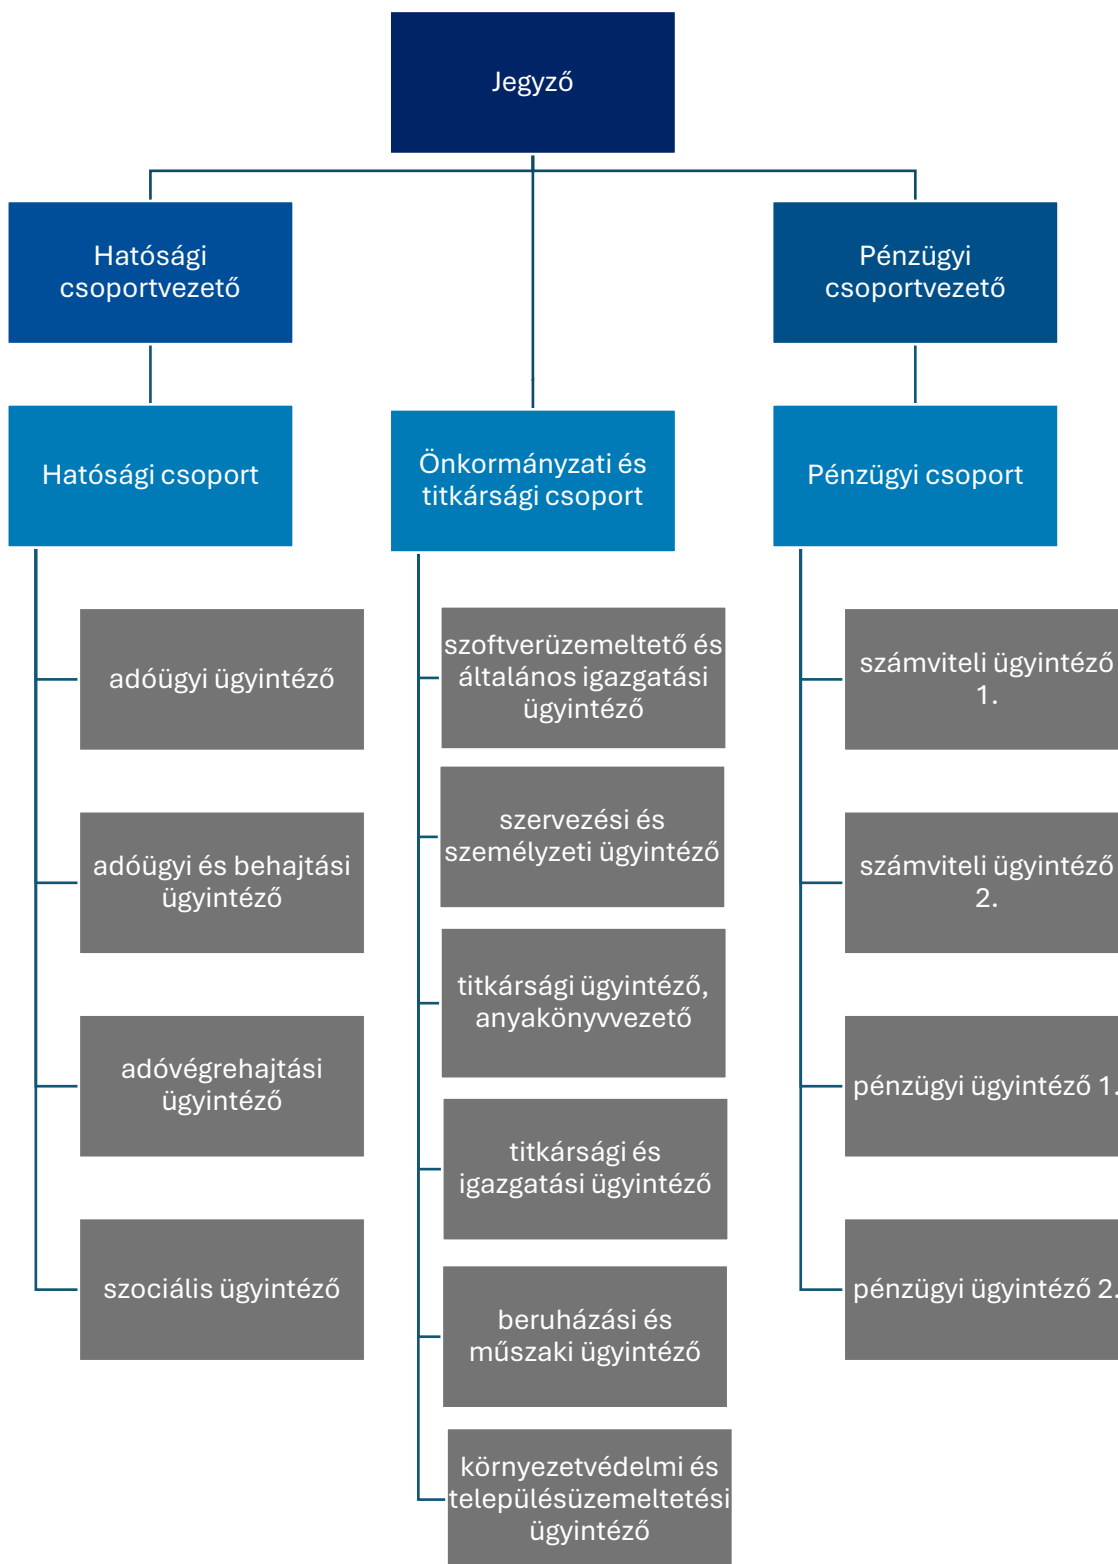 Jegyző
Hatósági
csoportvezető
Pénzügyi
csoportvezető
Hatósági csoport
Önkormányzati és
titkársági csoport
Pénzügyi csoport
adóügyi ügyintéző
adóügyi és behajtási
ügyintéző
adóvégrehajtási
ügyintéző
szociális ügyintéző
szoftverüzemeltető és
általános igazgatási
ügyintéző
szervezési és
személyzeti ügyintéző
titkársági ügyintéző,
anyakönyvvezető
titkársági és
igazgatási ügyintéző
beruházási és
műszaki ügyintéző
környezetvédelmi és
településüzemeltetési
ügyintéző
számviteli ügyintéző
1.
számviteli ügyintéző
2.
pénzügyi ügyintéző 1.
pénzügyi ügyintéző 2.